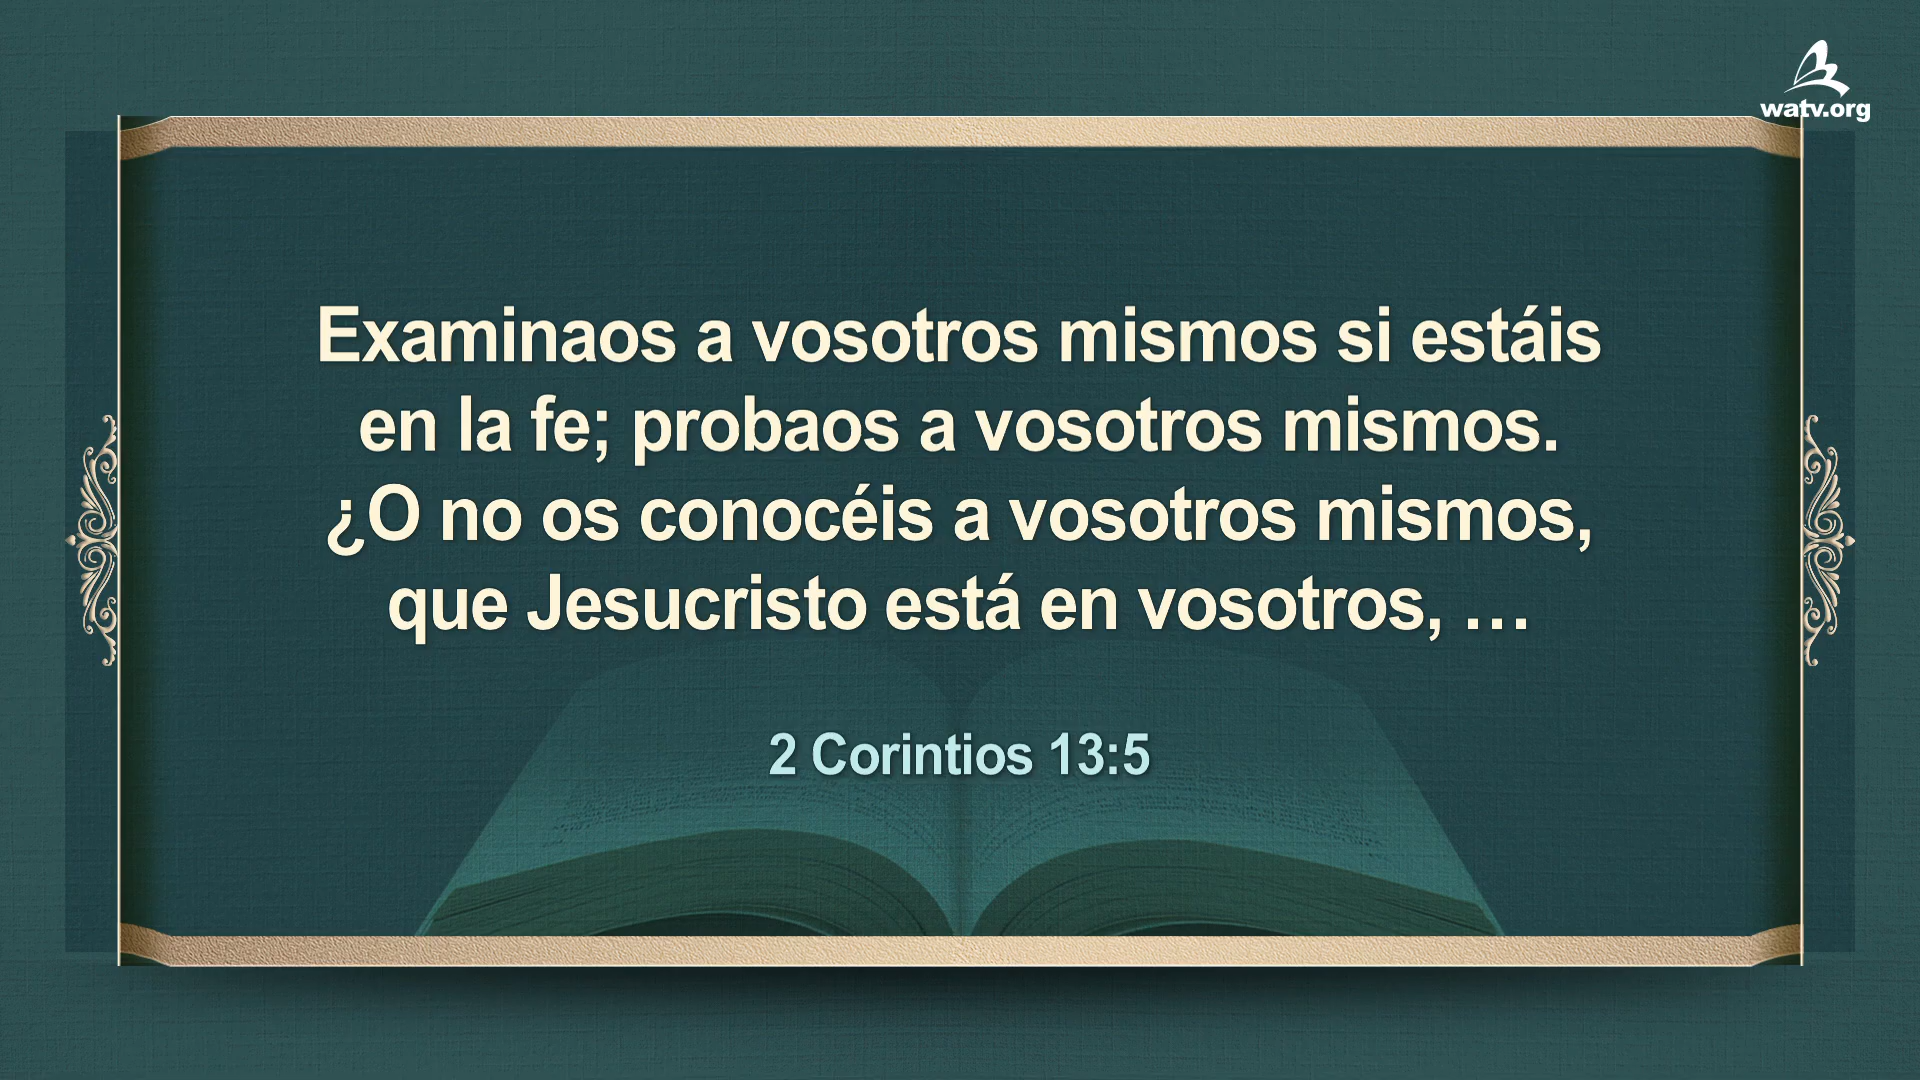 watv.org
Examinaos a vosotros mismos si estáis
en la fe; probaos a vosotros mismos.
¿O no os conocéis a vosotros mismos,
que Jesucristo está en vosotros, …
2 Corintios 13:5